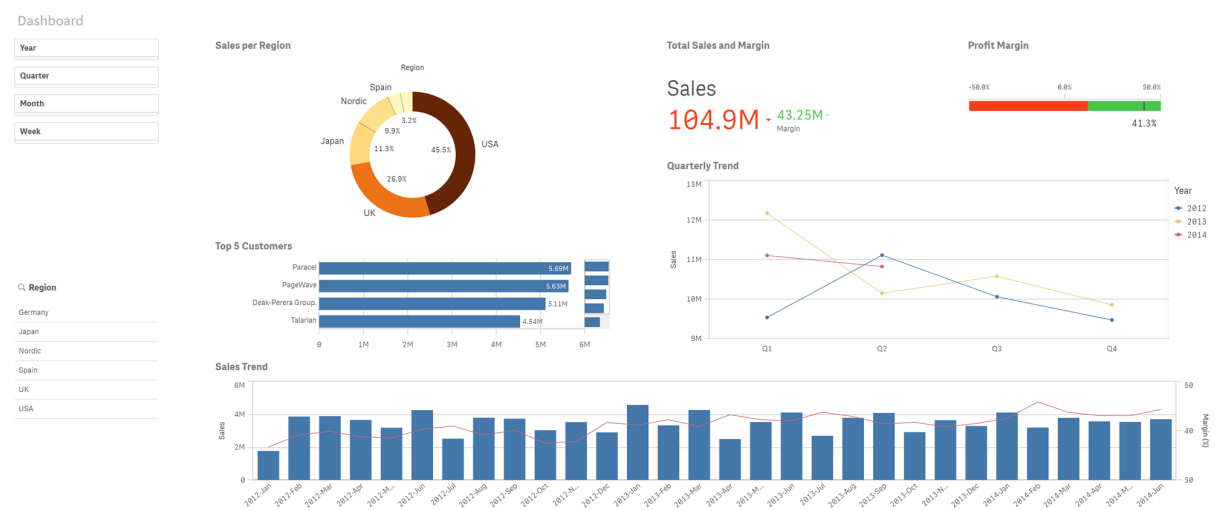 Dashboard
Year
Quarter
Month
Week
Region
Germany
Japan
Nordic
Spain
UK
USA
Sales per Region
Region
Spain
Nordic
Japan
UK
USA
3.2%
9.9%
11.3%
26.9%
45.5%
Top 5 Customers
Paracel 5.69M
PageWave 5.63M
Deak-Perera Group. 5.11M
Talarian 4.54M
0 1M 2M 3M 4M 5M 6M
Total Sales and Margin
Sales
104.9M
43.25M
Margin
Profit Margin
-50.0% 0.0% 50.0%
41.3%
Quarterly Trend
Sales
13M
12M
11M
10M
9M
Q1 Q2 Q3 Q4
Year
2012
2013
2014
Sales Trend
Sales
6M
4M
2M
0
50
40
30
Margin (%)
2012-Jan 2012-Feb 2012-Mar 2012-Apr 2012-M... 2012-Jun 2012-Jul 2012-Aug 2012-Sep 2012-Oct 2012-N... 2012-Dec 2013-Jan 2013-Feb 2013-Mar 2013-Apr 2013-M... 2013-Jun 2013-Jul 2013-Aug 2013-Sep 2013-Oct 2013-N... 2013-Dec 2014-Jan 2014-Feb 2014-Mar 2014-Apr 2014-M... 2014-Jun